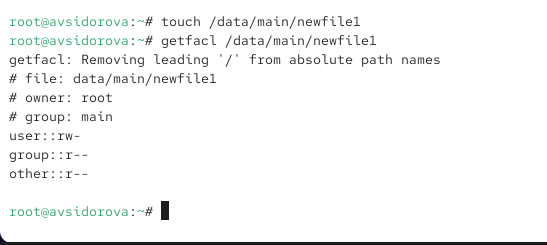 root@avsidorova:~# touch /data/main/newfile1
root@avsidorova:~# getfacl /data/main/newfile1
getfacl: Removing leading '/' from absolute path names
# file: data/main/newfile1
# owner: root
# group: main
user::rw-
group::r--
other::r--
root@avsidorova:~#